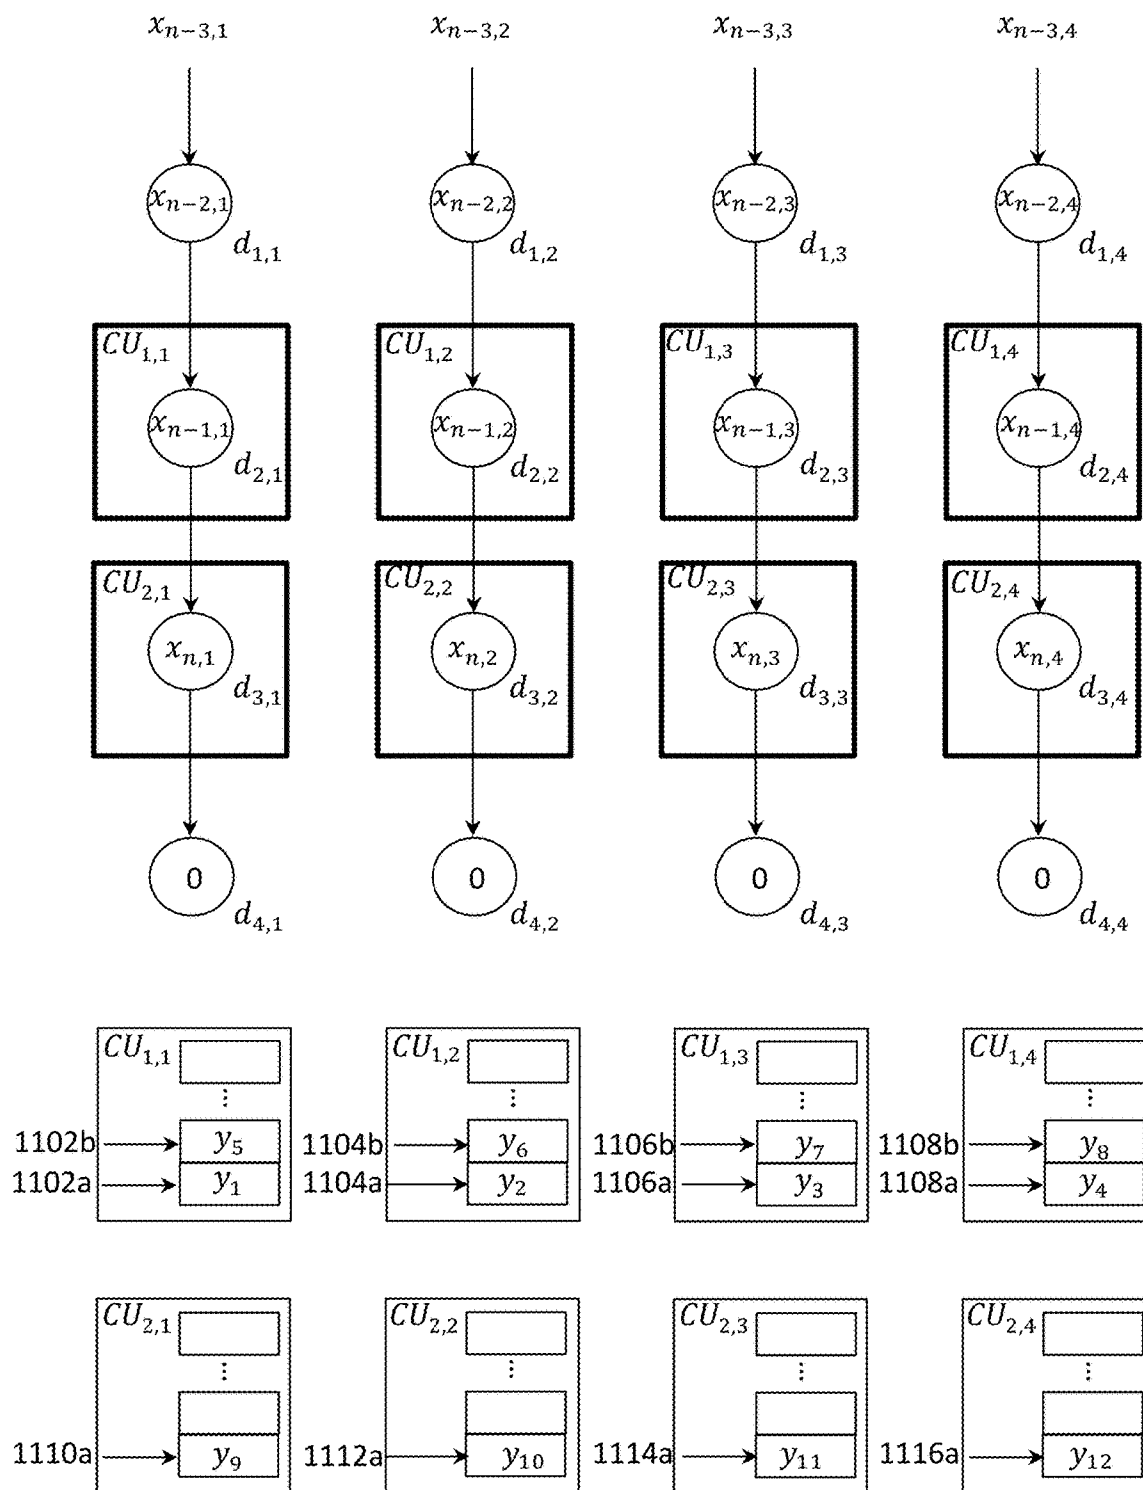 x_{n-3,1} x_{n-3,2} x_{n-3,3} x_{n-3,4}
x_{n-2,1} x_{n-2,2} x_{n-2,3} x_{n-2,4}
d_{1,1} d_{1,2} d_{1,3} d_{1,4}
CU_{1,1} CU_{1,2} CU_{1,3} CU_{1,4}
x_{n-1,1} x_{n-1,2} x_{n-1,3} x_{n-1,4}
d_{2,1} d_{2,2} d_{2,3} d_{2,4}
CU_{2,1} CU_{2,2} CU_{2,3} CU_{2,4}
x_{n,1} x_{n,2} x_{n,3} x_{n,4}
d_{3,1} d_{3,2} d_{3,3} d_{3,4}
0 0 0 0
d_{4,1} d_{4,2} d_{4,3} d_{4,4}
CU_{1,1} CU_{1,2} CU_{1,3} CU_{1,4}
⋮ ⋮ ⋮ ⋮
1102b y_5 1104b y_6 1106b y_7 1108b y_8
1102a y_1 1104a y_2 1106a y_3 1108a y_4
CU_{2,1} CU_{2,2} CU_{2,3} CU_{2,4}
⋮ ⋮ ⋮ ⋮
1110a y_9 1112a y_{10} 1114a y_{11} 1116a y_{12}